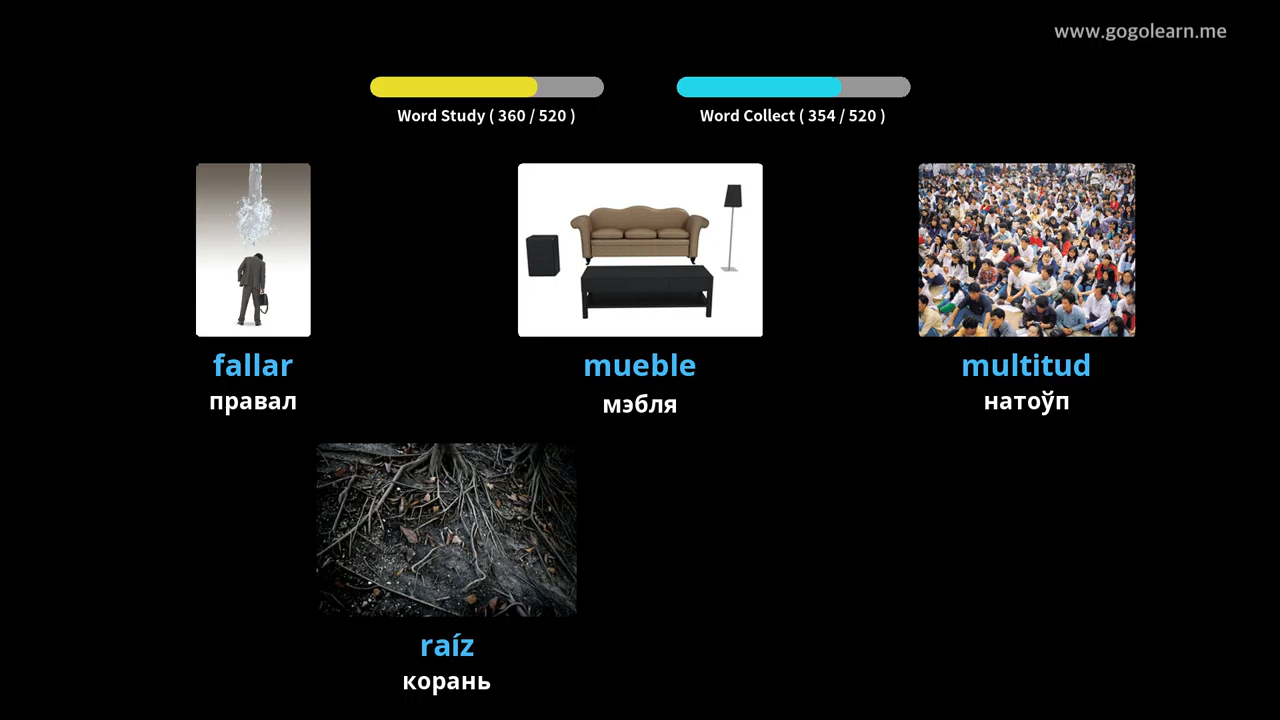 www.gogolearn.me
Word Study ( 360 / 520 )
Word Collect ( 354 / 520 )
fallar
правал
mueble
мэбля
multitud
натоўп
raíz
корань